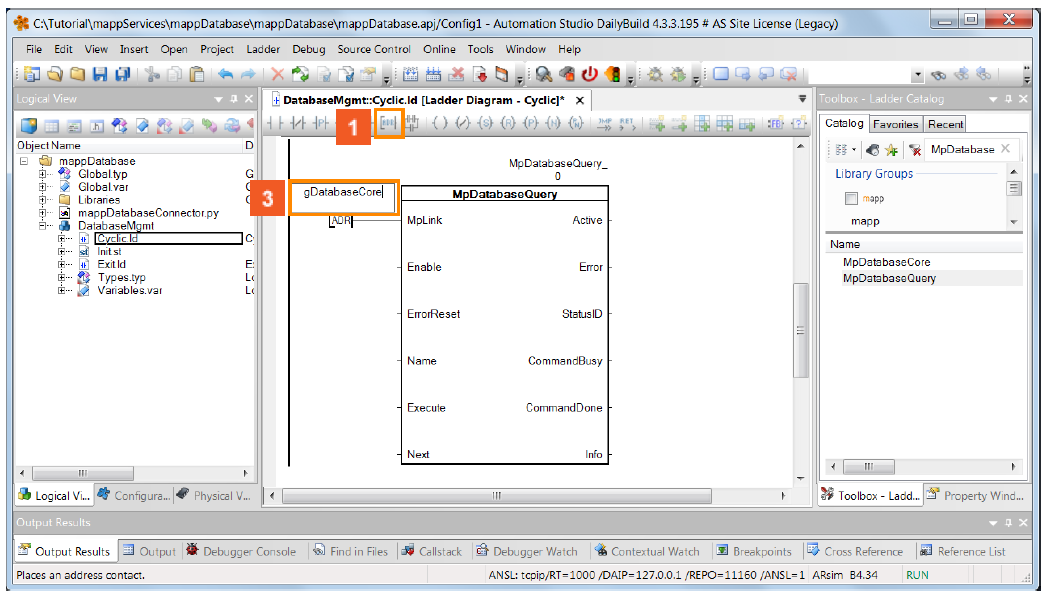 C:\Tutorial\mappServices\mappDatabase\mappDatabase\mappDatabase.apj/Config1 - Automation Studio DailyBuild 4.3.3.195 # AS Site License (Legacy)
File Edit View Insert Open Project Ladder Debug Source Control Online Tools Window Help
Logical View
DatabaseMgmt::Cyclic.ld [Ladder Diagram - Cyclic]*
Toolbox - Ladder Catalog
1
Catalog Favorites Recent
MpDatabase
Object Name D
mappDatabase
Global.typ G
Global.var G
Libraries G
mappDatabaseConnector.py
DatabaseMgmt
Cyclic.ld Cy
Init.st
Exit.ld E
Types.typ Lo
Variables.var Lo
MpDatabaseQuery_
0
3
gDatabaseCore
MpDatabaseQuery
ADR
MpLink Active
Enable Error
ErrorReset StatusID
Name CommandBusy
Execute CommandDone
Next Info
Library Groups
mapp
mapp
Name
MpDatabaseCore
MpDatabaseQuery
Logical Vi... Configura... Physical V...
Toolbox - Ladd... Property Wind...
Output Results
Output Results Output Debugger Console Find in Files Callstack Debugger Watch Contextual Watch Breakpoints Cross Reference Reference List
Places an address contact. ANSL: tcpip/RT=1000 /DAIP=127.0.0.1 /REPO=11160 /ANSL=1 ARsim B4.34 RUN